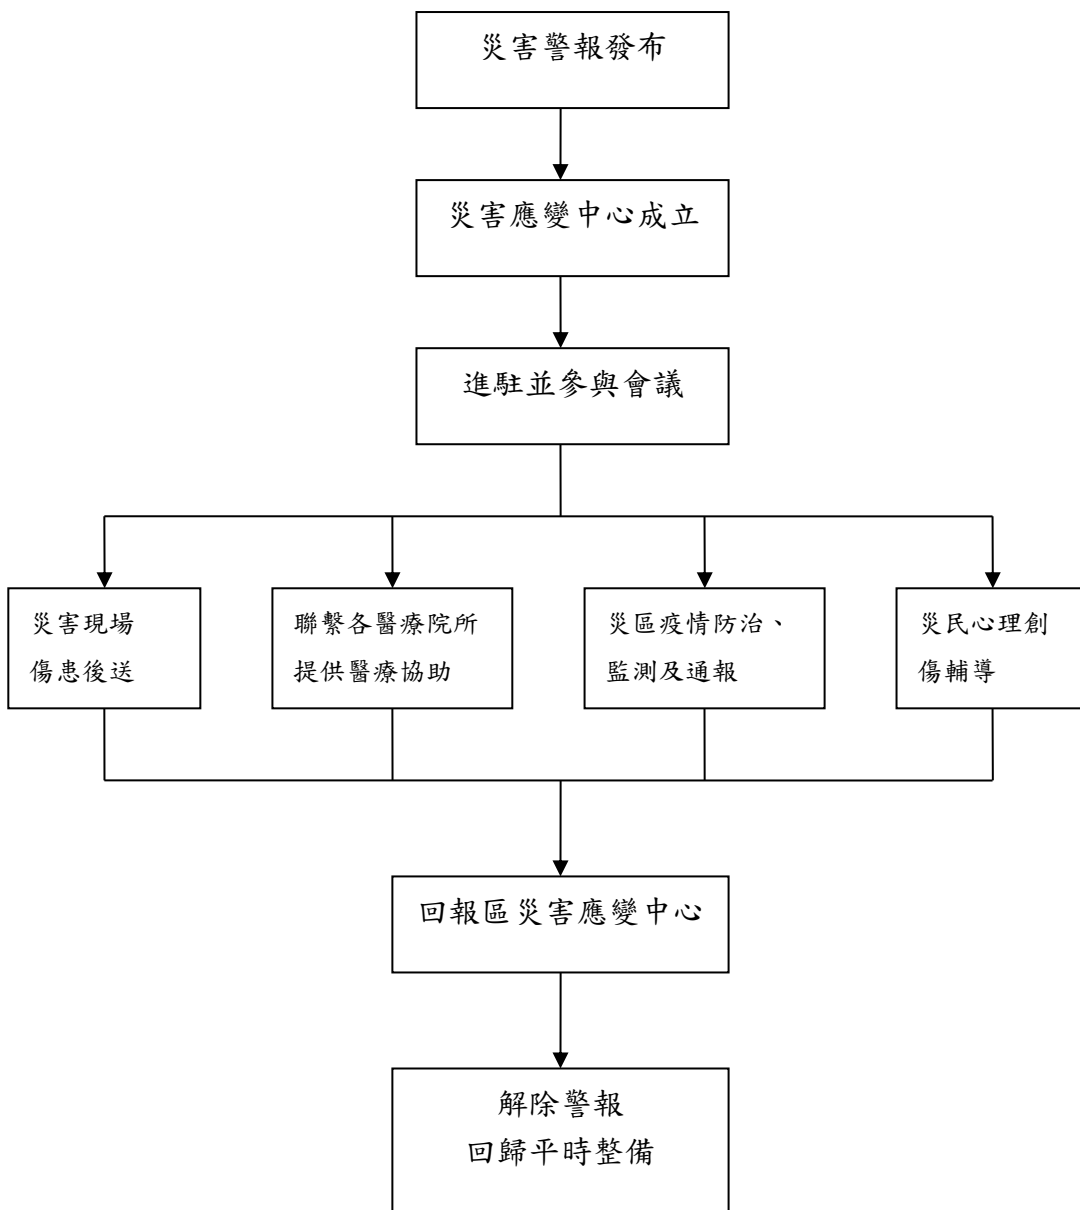 災害警報發布
災害應變中心成立
進駐並參與會議
災害現場
傷患後送
聯繫各醫療院所
提供醫療協助
災區疫情防治、
監測及通報
災民心理創
傷輔導
回報區災害應變中心
解除警報
回歸平時整備